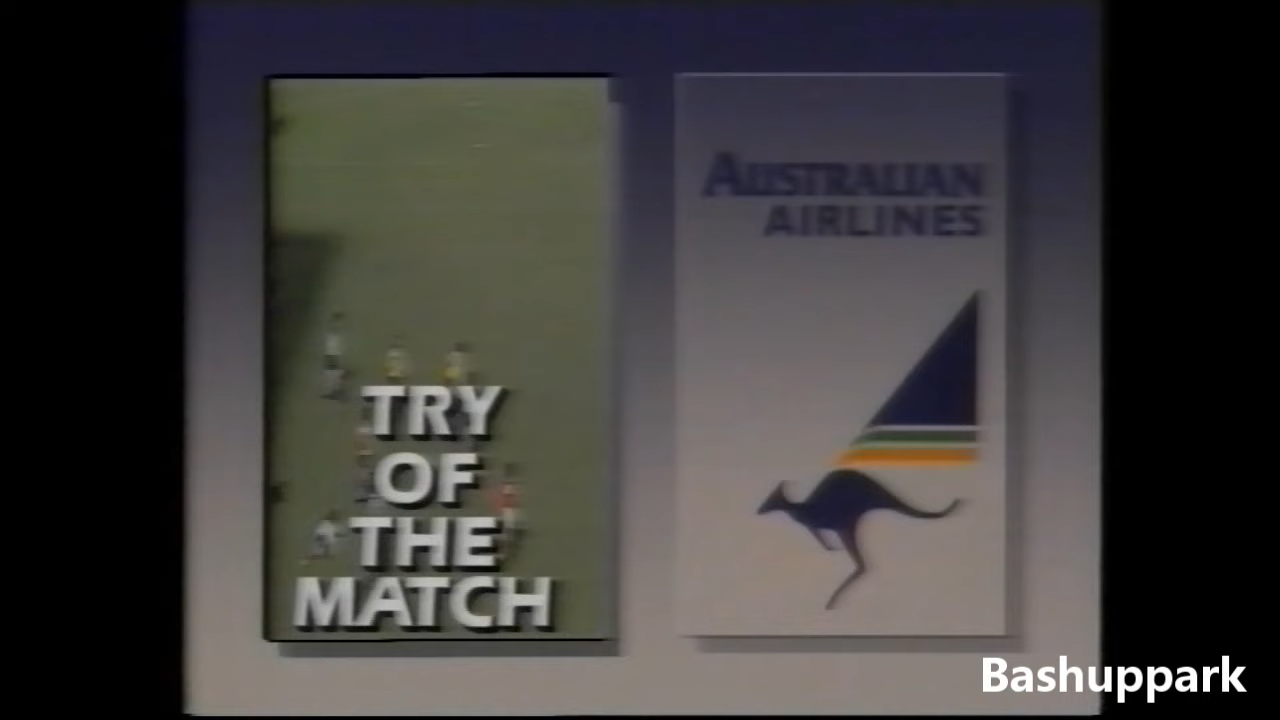 TRY
OF
THE
MATCH
AUSTRALIAN
AIRLINES
Bashuppark